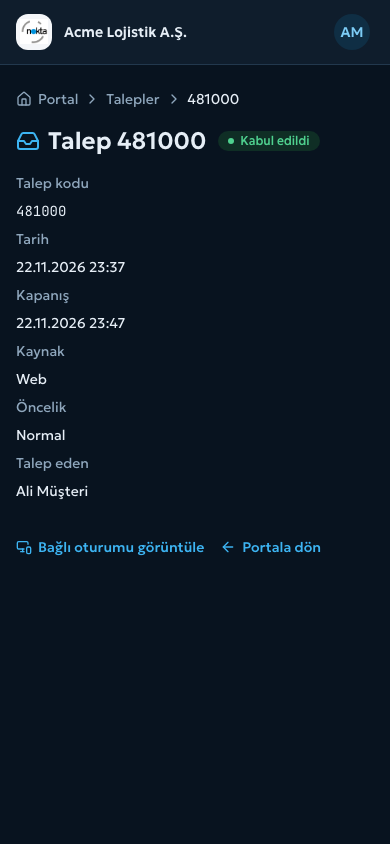 nokta
Acme Lojistik A.Ş.
AM
Portal
Talepler
481000
Talep 481000
Kabul edildi
Talep kodu
481000
Tarih
22.11.2026 23:37
Kapanış
22.11.2026 23:47
Kaynak
Web
Öncelik
Normal
Talep eden
Ali Müşteri
Bağlı oturumu görüntüle
Portala dön